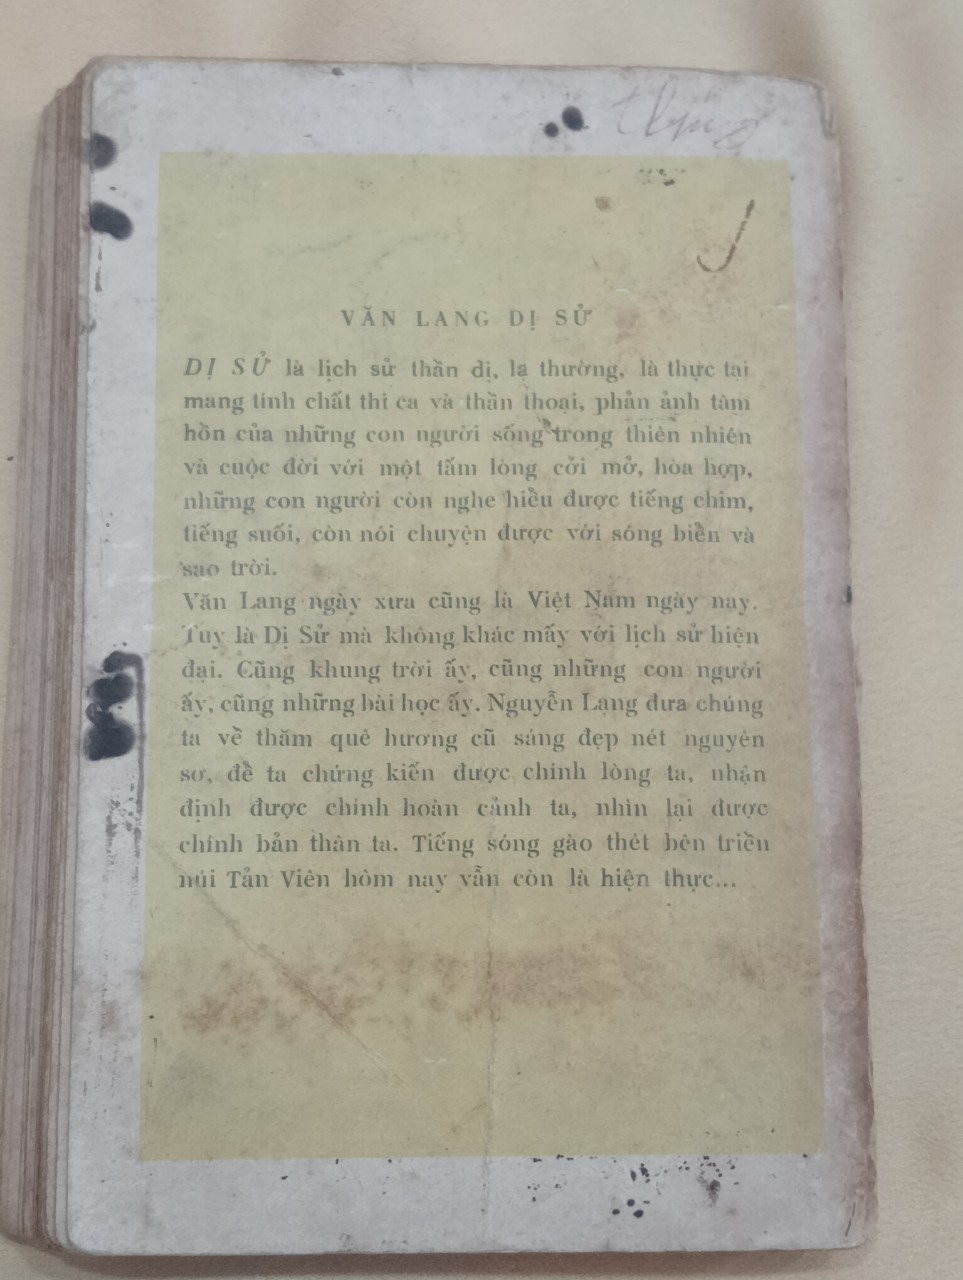 VĂN LANG DỊ SỬ
DỊ SỬ là lịch sử thần dị, lạ thường, là thực tại
mang tính chất thi ca và thần thoại, phản ảnh tâm
hồn của những con người sống trong thiên nhiên
và cuộc đời với một tấm lòng cởi mở, hòa hợp,
những con người còn nghe hiểu được tiếng chim,
tiếng suối, còn nói chuyện được với sóng biển và
sao trời.
Văn Lang ngày xưa cũng là Việt Nam ngày nay.
Tuy là Dị Sử mà không khác mấy với lịch sử hiện
đại. Cũng khung trời ấy, cũng những con người
ấy, cũng những bài học ấy. Nguyễn Lang đưa chúng
ta về thăm quê hương cũ sáng đẹp nét nguyên
sơ, để ta chứng kiến được chính lòng ta, nhận
định được chính hoàn cảnh ta, nhìn lại được
chính bản thân ta. Tiếng sóng gào thét bên triền
núi Tản Viên hôm nay vẫn còn là hiện thực...